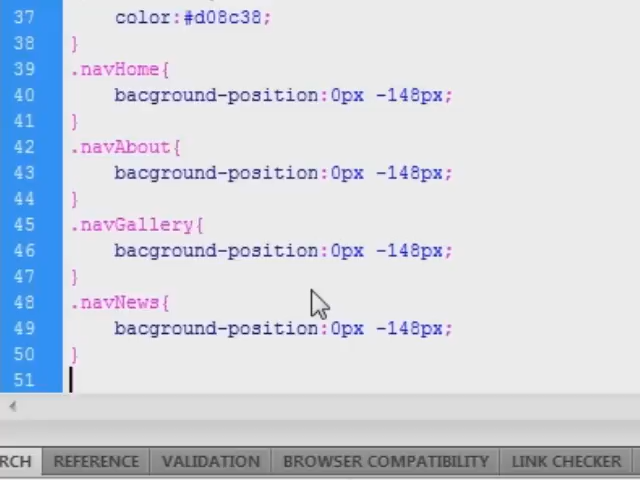 37 color:#d08c38;
38 }
39 .navHome{
40 bacground-position:0px -148px;
41 }
42 .navAbout{
43 bacground-position:0px -148px;
44 }
45 .navGallery{
46 bacground-position:0px -148px;
47 }
48 .navNews{
49 bacground-position:0px -148px;
50 }
51
RCH REFERENCE VALIDATION BROWSER COMPATIBILITY LINK CHECKER